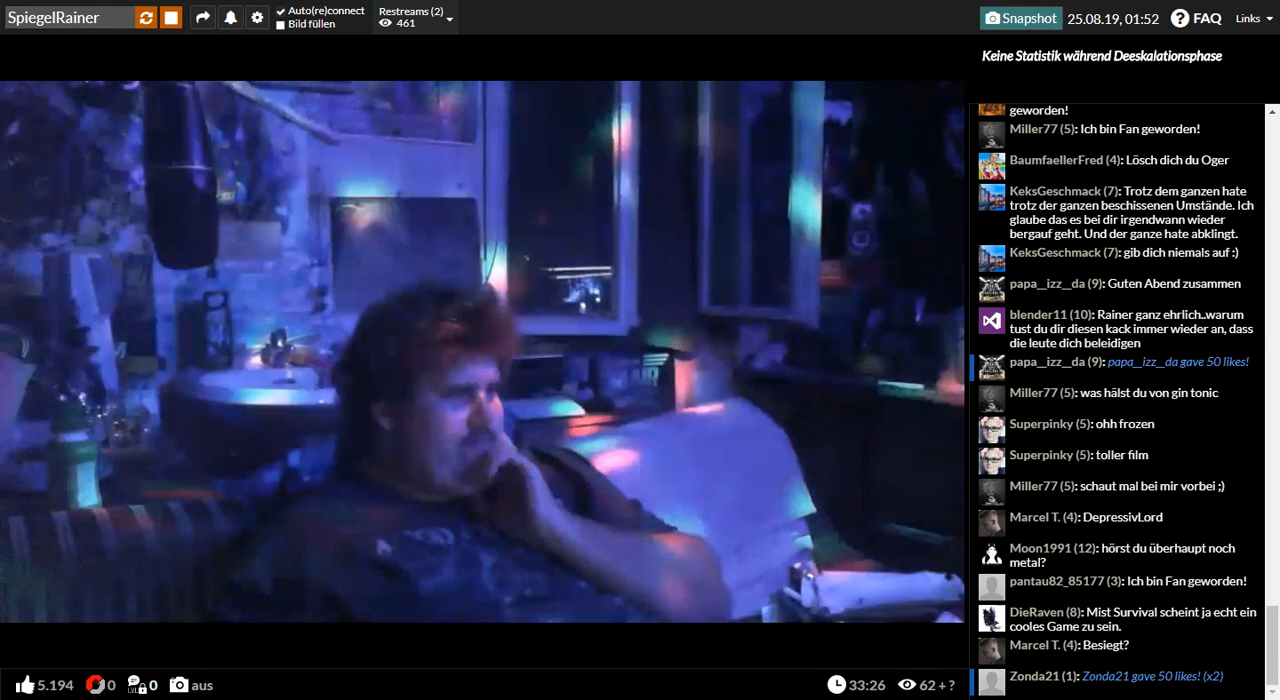 SpiegelRainer
Auto(re)connect
Bild füllen
Restreams (2)
461
Snapshot
25.08.19, 01:52
FAQ
Links
Keine Statistik während Deeskalationsphase
geworden!
Miller77 (5): Ich bin Fan geworden!
BaumfaellerFred (4): Lösch dich du Oger
KeksGeschmack (7): Trotz dem ganzen hate
trotz der ganzen beschissenen Umstände. Ich
glaube das es bei dir irgendwann wieder
bergauf geht. Und der ganze hate abklingt.
KeksGeschmack (7): gib dich niemals auf :)
papa__izz__da (9): Guten Abend zusammen
blender11 (10): Rainer ganz ehrlich..warum
tust du dir diesen kack immer wieder an, dass
die leute dich beleidigen
papa__izz__da (9): papa__izz__da gave 50 likes!
Miller77 (5): was hälst du von gin tonic
Superpinky (5): ohh frozen
Superpinky (5): toller film
Miller77 (5): schaut mal bei mir vorbei ;)
Marcel T. (4): DepressivLord
Moon1991 (12): hörst du überhaupt noch
metal?
pantau82_85177 (3): Ich bin Fan geworden!
DieRaven (8): Mist Survival scheint ja echt ein
cooles Game zu sein.
Marcel T. (4): Besiegt?
Zonda21 (1): Zonda21 gave 50 likes! (x2)
5.194
0
LVL
0
aus
33:26
62 + ?